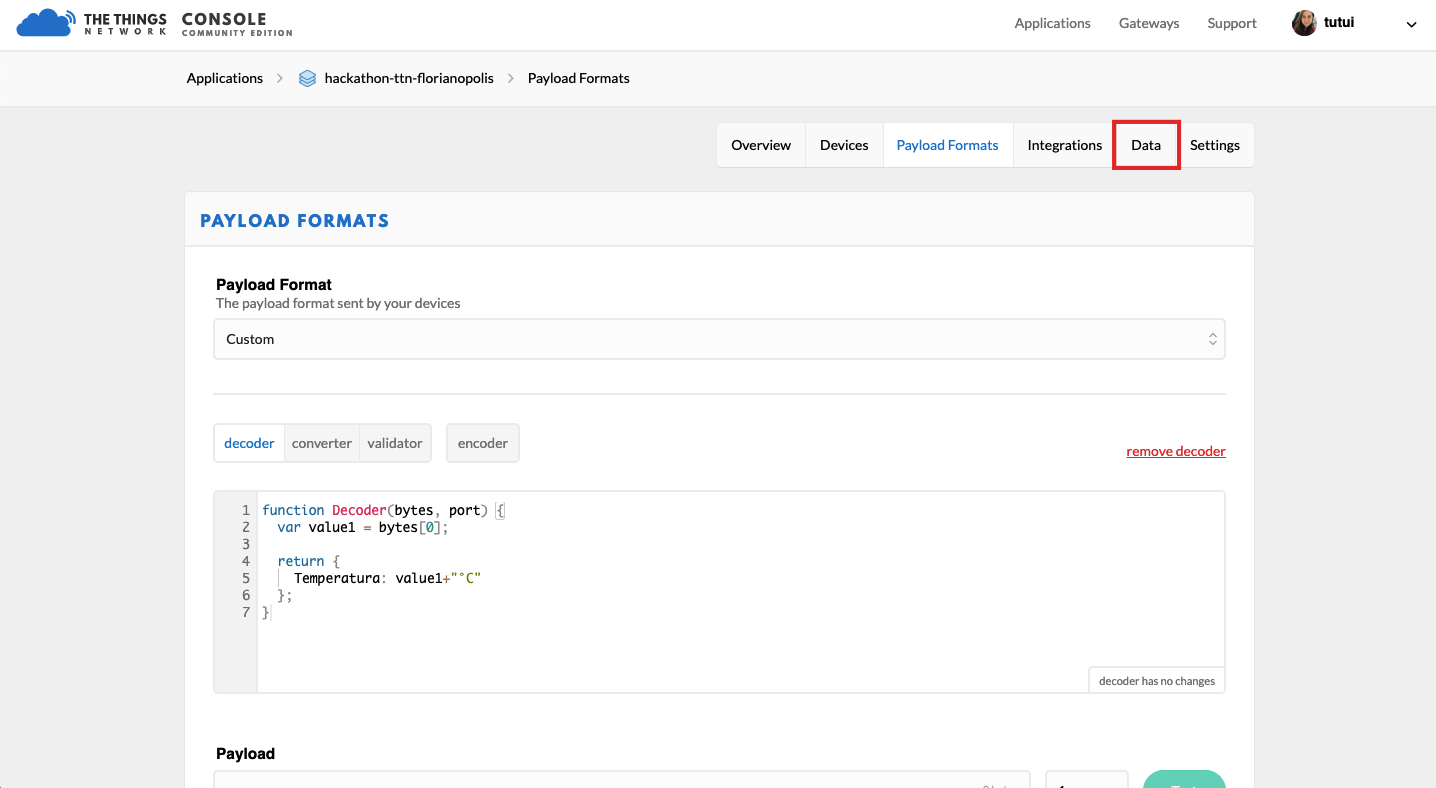 THE THINGS NETWORK CONSOLE COMMUNITY EDITION
Applications Gateways Support tutui
Applications hackathon-ttn-florianopolis Payload Formats
Overview Devices Payload Formats Integrations Data Settings
PAYLOAD FORMATS
Payload Format
The payload format sent by your devices
Custom
decoder converter validator encoder
remove decoder
1 function Decoder(bytes, port) {
2 var value1 = bytes[0];
3
4 return {
5 Temperatura: value1+"°C"
6 };
7 }
decoder has no changes
Payload